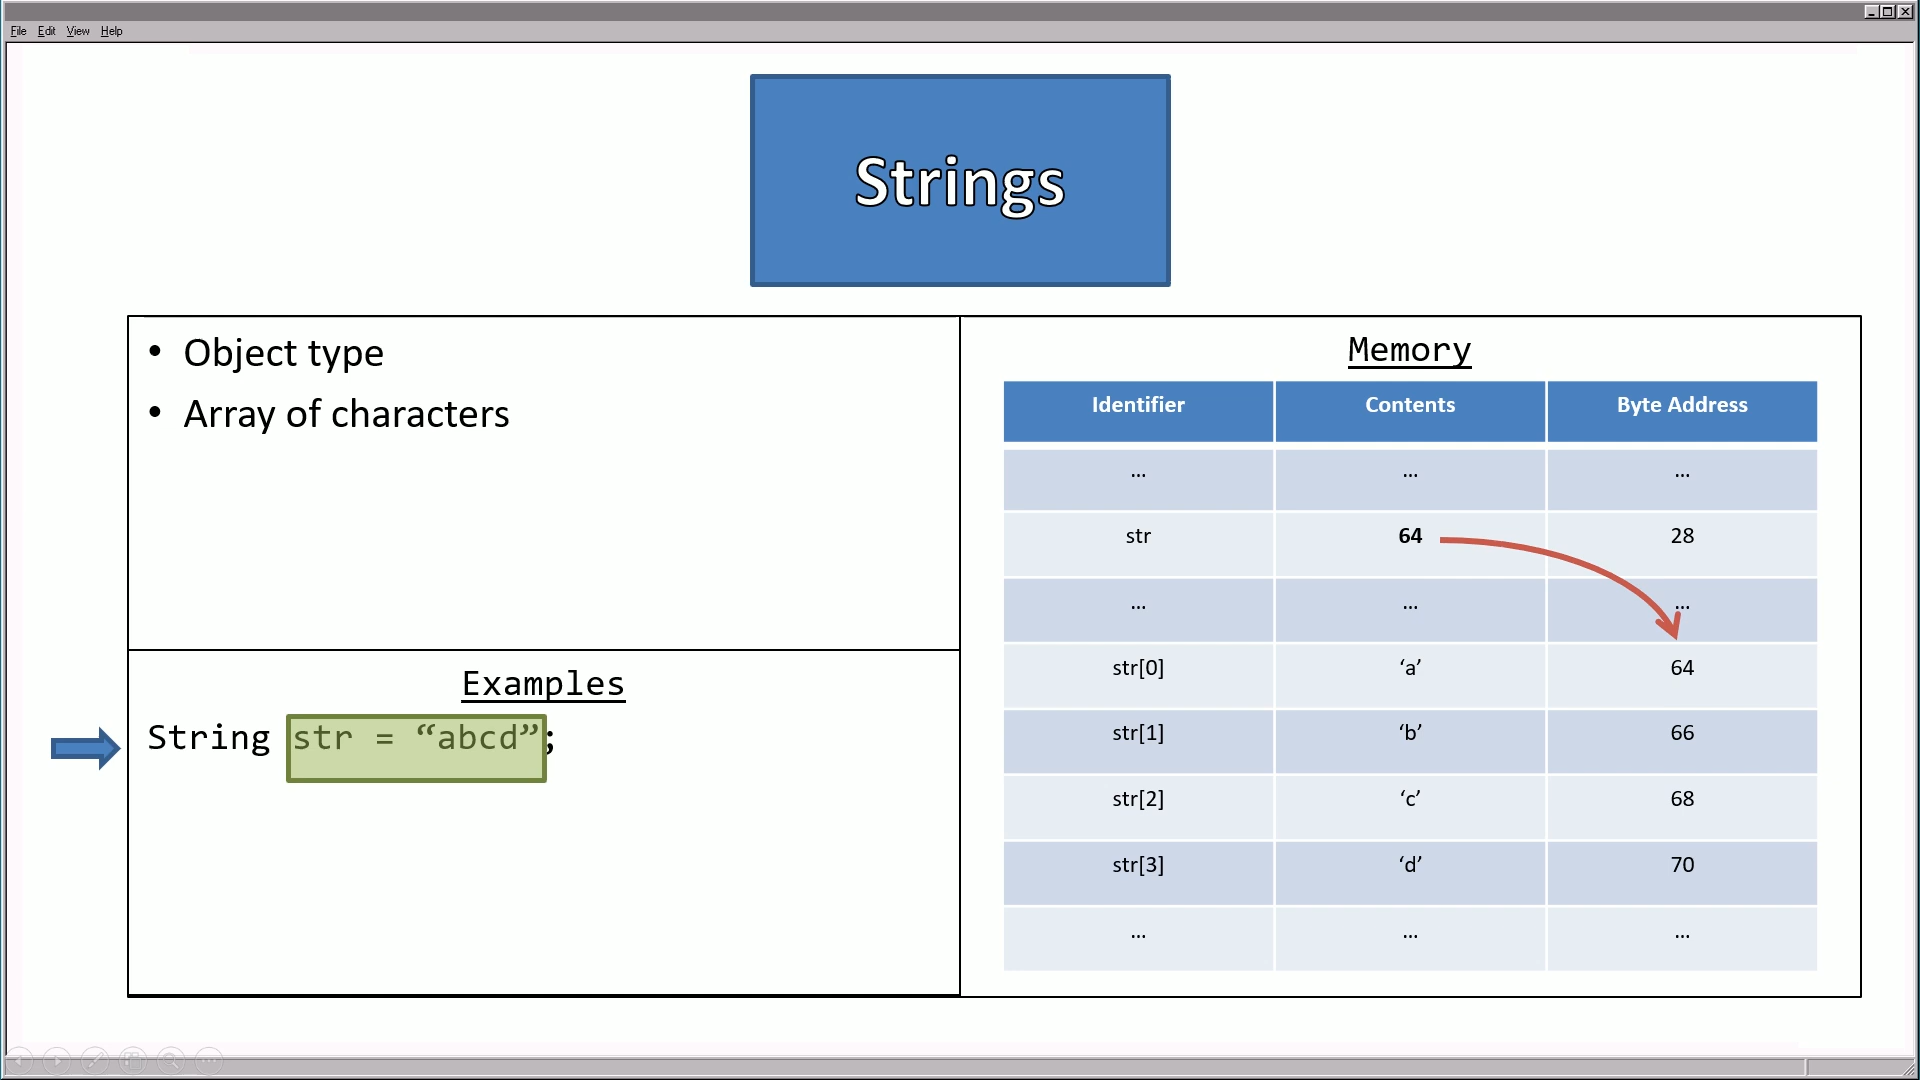 File Edit View Help
Strings
• Object type
• Array of characters
Examples
String str = “abcd”;
Memory
Identifier Contents Byte Address
... ... ...
str 64 28
... ... ...
str[0] ‘a’ 64
str[1] ‘b’ 66
str[2] ‘c’ 68
str[3] ‘d’ 70
... ... ...